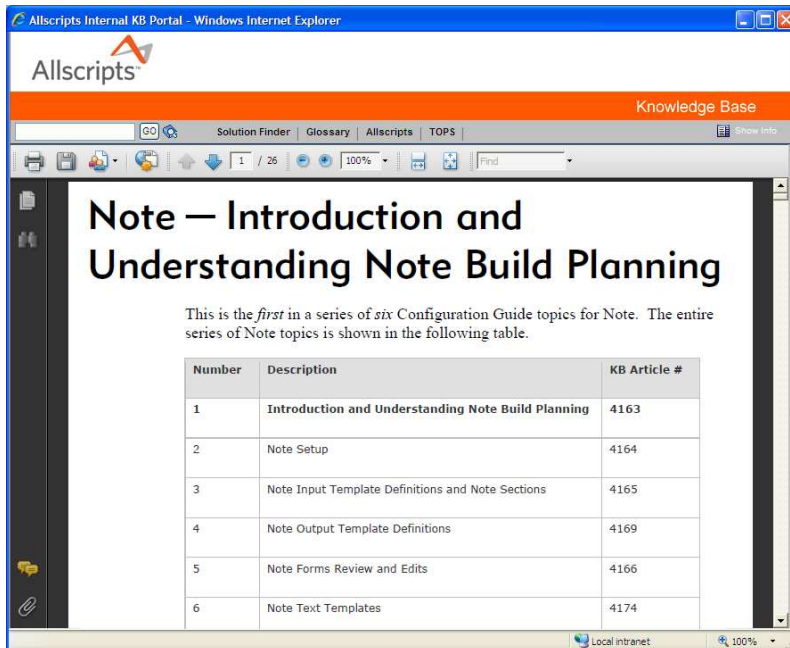 Allscripts Internal KB Portal - Windows Internet Explorer
Allscripts™
Knowledge Base
GO Solution Finder | Glossary | Allscripts | TOPS | Show Info
1 / 26 100% Find
Note — Introduction and
Understanding Note Build Planning
This is the first in a series of six Configuration Guide topics for Note. The entire
series of Note topics is shown in the following table.
Number Description KB Article #
1 Introduction and Understanding Note Build Planning 4163
2 Note Setup 4164
3 Note Input Template Definitions and Note Sections 4165
4 Note Output Template Definitions 4169
5 Note Forms Review and Edits 4166
6 Note Text Templates 4174
Local intranet 100%